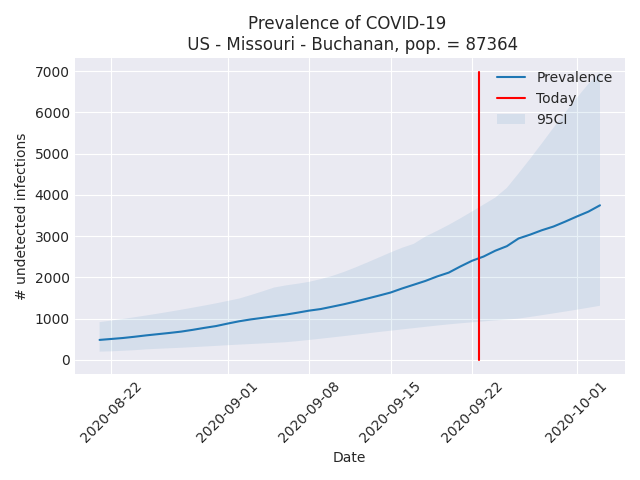 Prevalence of COVID-19
US - Missouri - Buchanan, pop. = 87364
7000
6000
5000
4000
3000
2000
1000
0
# undetected infections
Prevalence
Today
95CI
2020-08-22
2020-09-01
2020-09-08
2020-09-15
2020-09-22
2020-10-01
Date